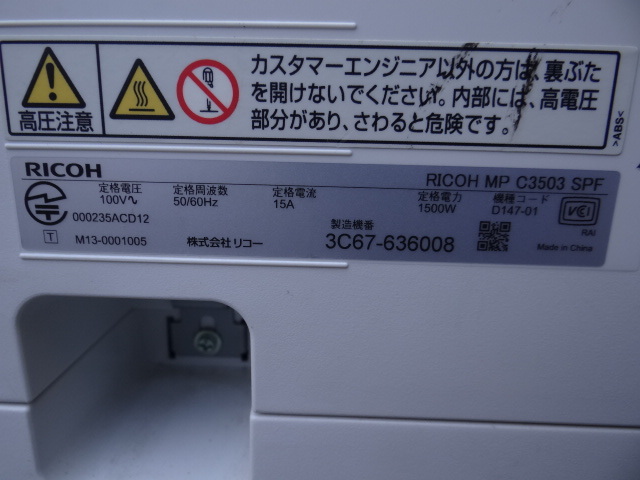 カスタマーエンジニア以外の方は、裏ぶた
を開けないでください。内部には、高電圧
部分があり、さわると危険です。
高圧注意
>ABS<
RICOH
RICOH MP C3503 SPF
定格電圧
100V∿
定格周波数
50/60Hz
定格電流
15A
定格電力
1500W
機種コード
D147-01
VCCI
RAI
000235ACD12
T M13-0001005
株式会社リコー
製造機番
3C67-636008
Made in China